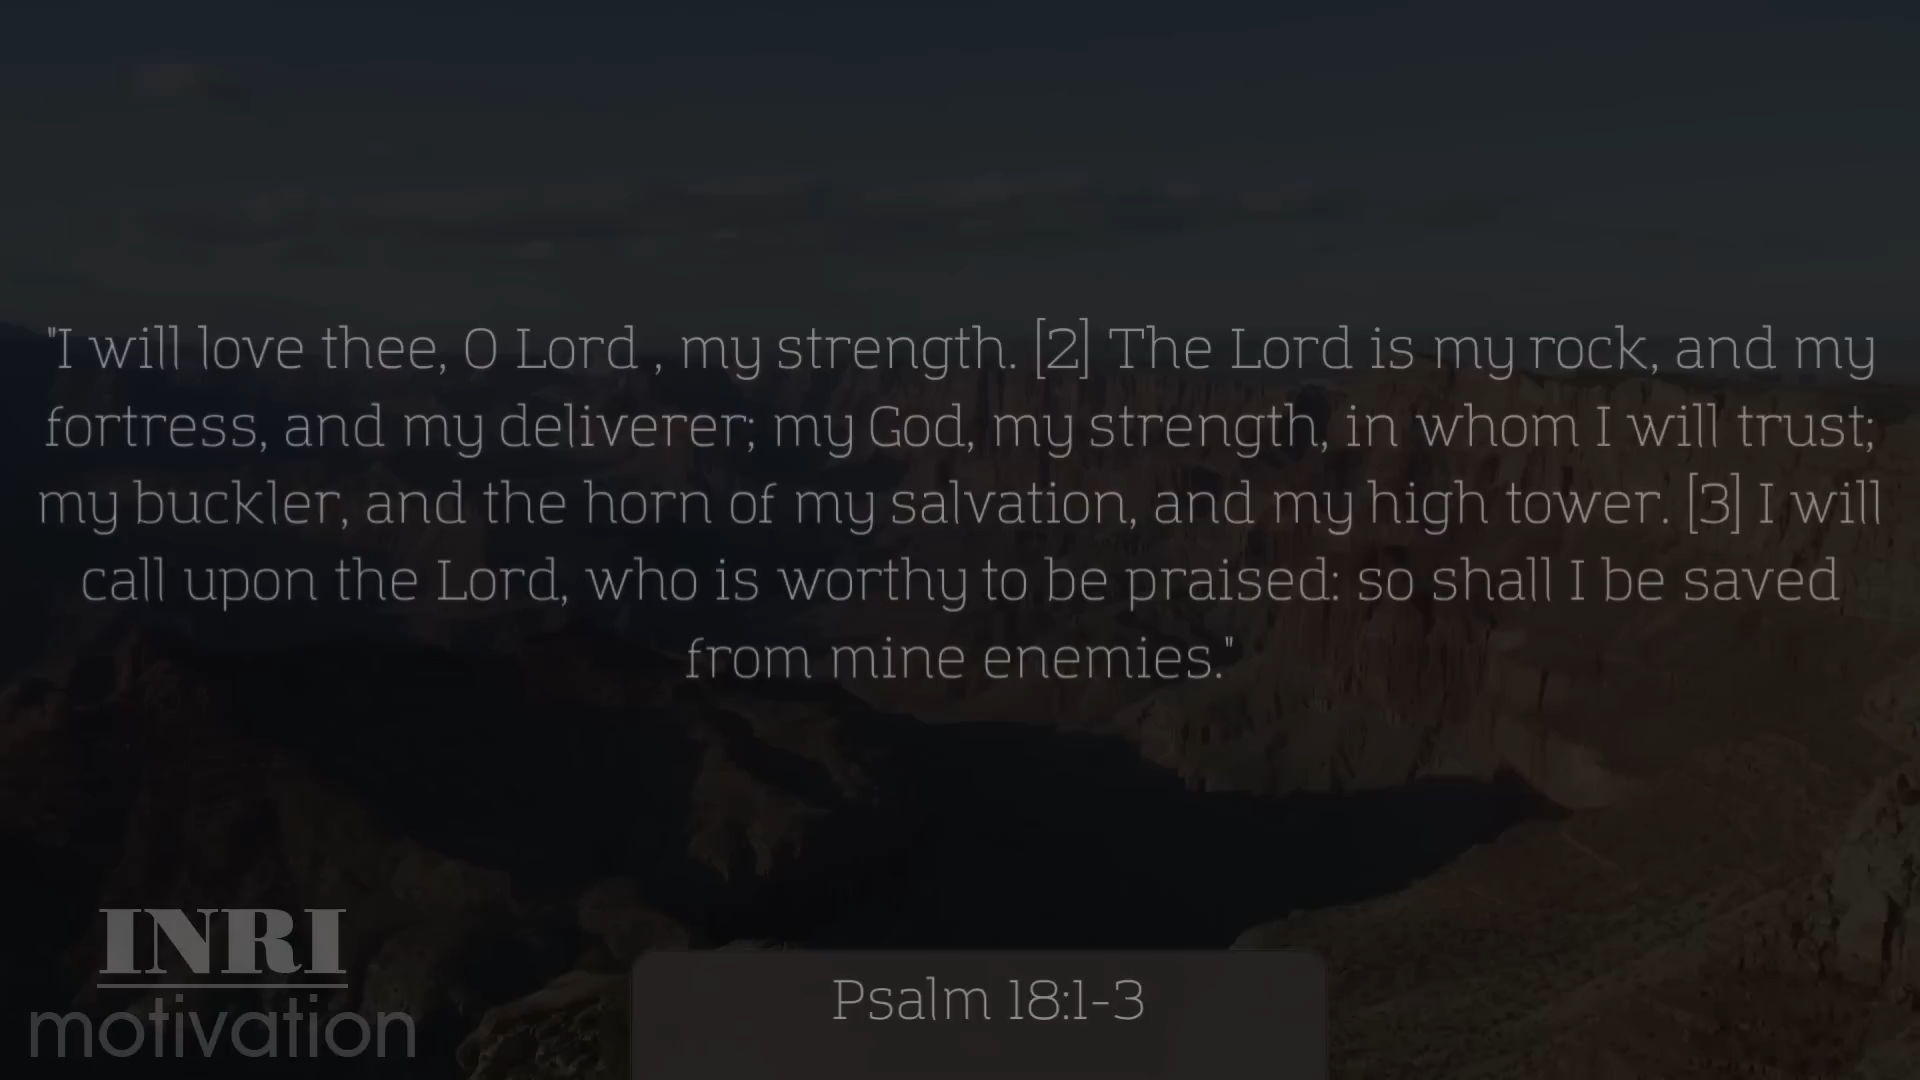 "I will love thee, O Lord , my strength. [2] The Lord is my rock, and my
fortress, and my deliverer; my God, my strength, in whom I will trust;
my buckler, and the horn of my salvation, and my high tower. [3] I will
call upon the Lord, who is worthy to be praised: so shall I be saved
from mine enemies."
INRI
motivation
Psalm 18:1-3